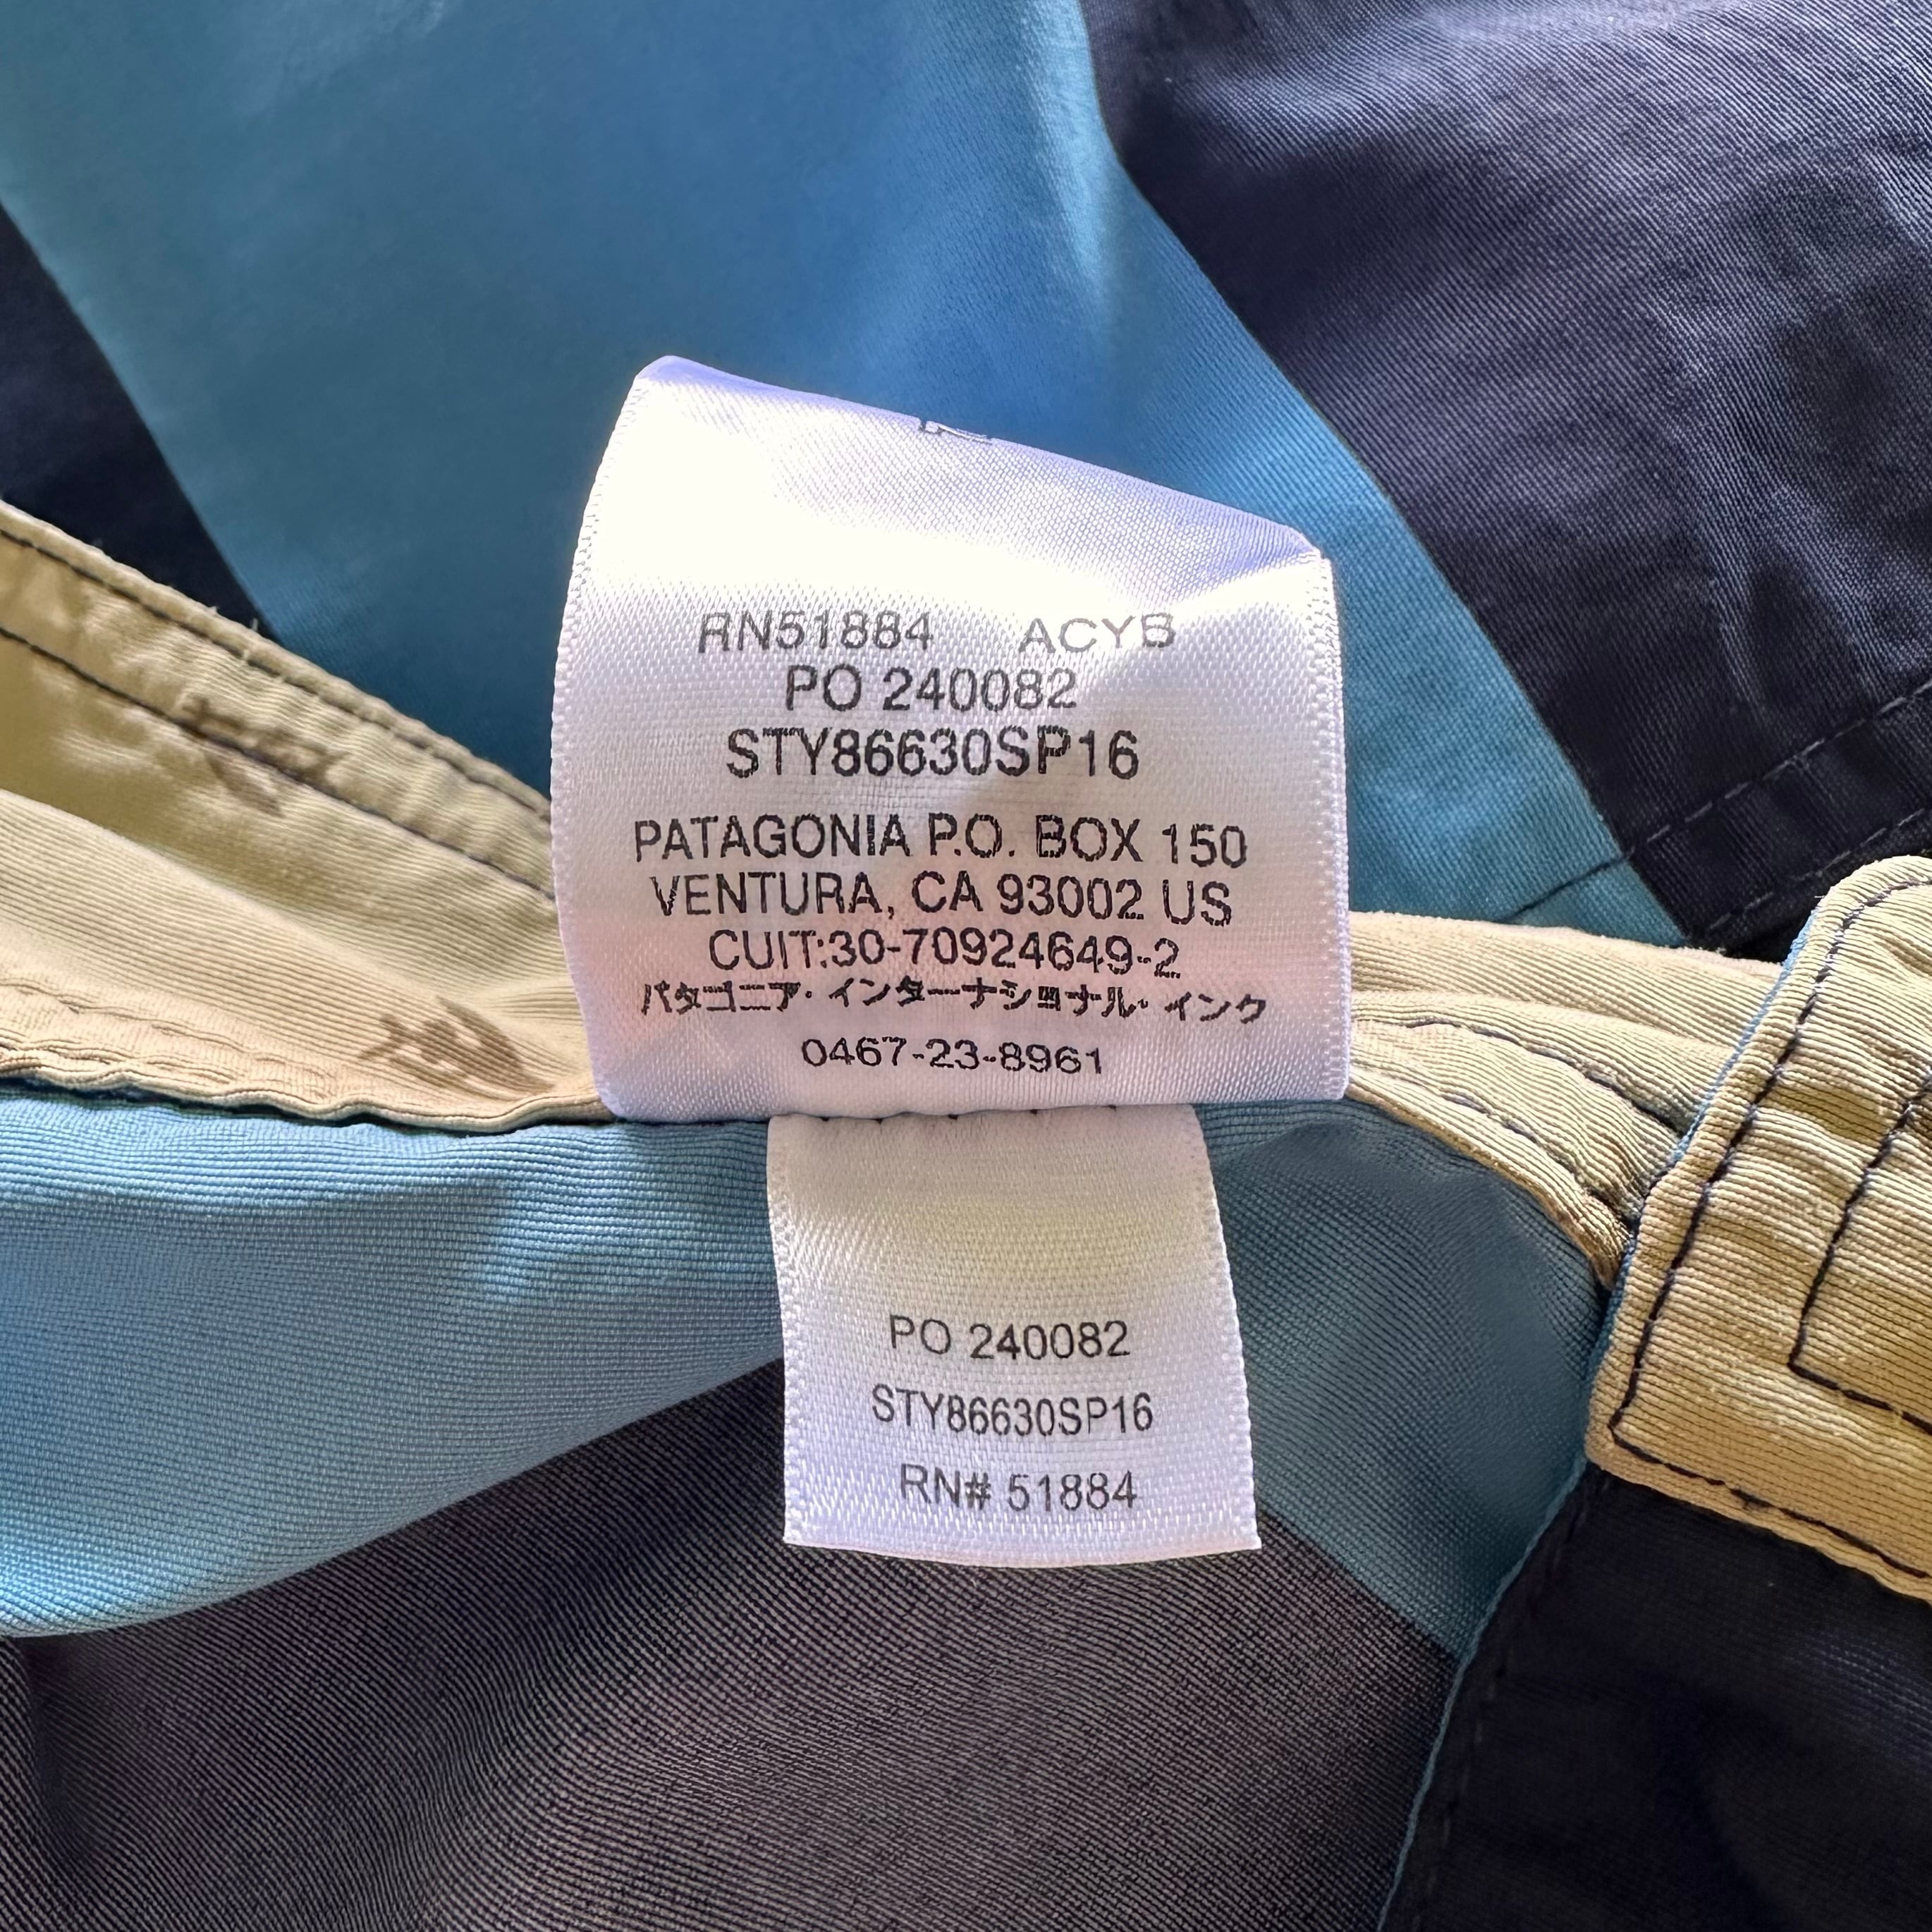 RN51884 ACYB
PO 240082
STY86630SP16
PATAGONIA P.O. BOX 150
VENTURA, CA 93002 US
CUIT:30-70924649-2
パタゴニア・インターナショナル・インク
0467-23-8961
PO 240082
STY86630SP16
RN# 51884